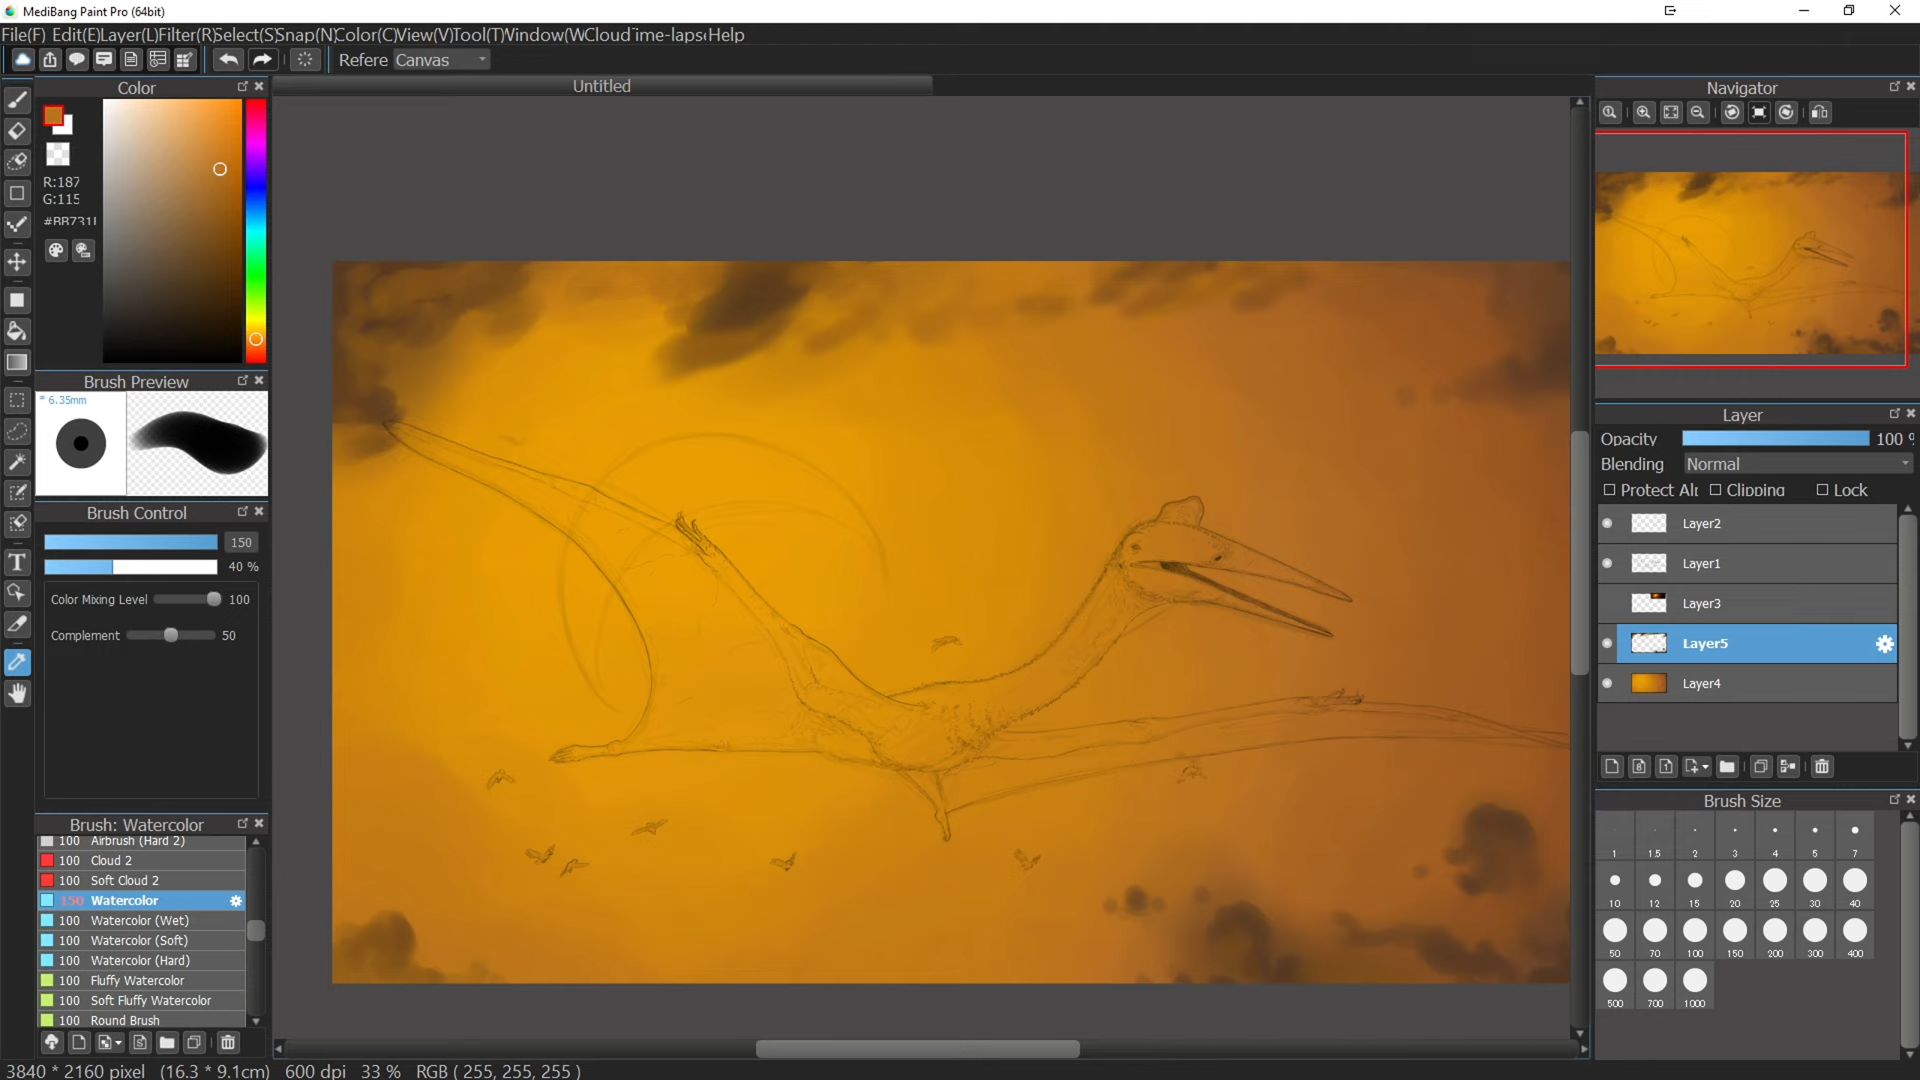 MediBang Paint Pro (64bit)
File(F) Edit(E) Layer(L) Filter(R) Select(S) Snap(N) Color(C) View(V) Tool(T) Window(W Cloud ime-laps Help
Refere Canvas
Untitled
Color
R:187
G:115
#BB731
Brush Preview
* 6.35mm
Brush Control
150
40 %
Color Mixing Level 100
Complement 50
Brush: Watercolor
100 Airbrush (Hard 2)
100 Cloud 2
100 Soft Cloud 2
150 Watercolor
100 Watercolor (Wet)
100 Watercolor (Soft)
100 Watercolor (Hard)
100 Fluffy Watercolor
100 Soft Fluffy Watercolor
100 Round Brush
Navigator
Layer
Opacity 100 %
Blending Normal
Protect Al Clipping Lock
Layer2
Layer1
Layer3
Layer5
Layer4
Brush Size
1 1.5 2 3 4 5 7
10 12 15 20 25 30 40
50 70 100 150 200 300 400
500 700 1000
3840 * 2160 pixel (16.3 * 9.1cm) 600 dpi 33 % RGB ( 255, 255, 255 )